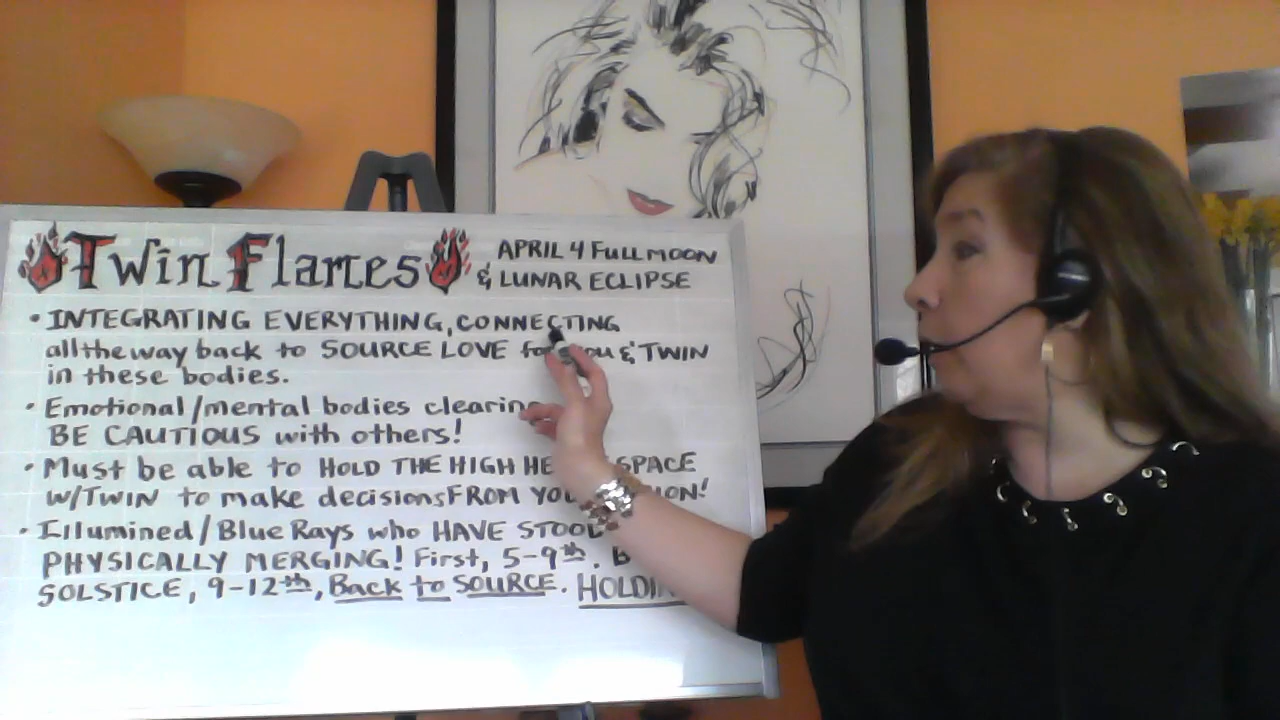 Twin Flames
APRIL 4 FULL MOON
& LUNAR ECLIPSE
• INTEGRATING EVERYTHING, CONNECTING
all the way back to SOURCE LOVE for you & TWIN
in these bodies.
• Emotional/mental bodies clearing
BE CAUTIOUS with others!
• Must be able to HOLD THE HIGH HEART SPACE
W/TWIN to make decisions FROM YOUR
• Illumined/Blue Rays who HAVE STOOD
PHYSICALLY MERGING! First, 5-9th.
SOLSTICE, 9-12th, Back to SOURCE. HOLDING